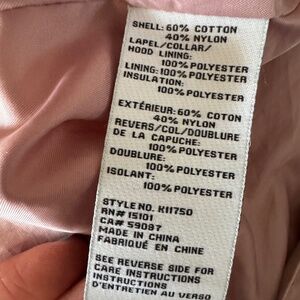 SHELL: 60% COTTON
40% NYLON
LAPEL/COLLAR/
HOOD LINING:
100% POLYESTER
LINING: 100% POLYESTER
INSULATION:
100% POLYESTER
EXTÉRIEUR: 60% COTON
40% NYLON
REVERS/COL/DOUBLURE
DE LA CAPUCHE:
100% POLYESTER
DOUBLURE:
100% POLYESTER
ISOLANT:
100% POLYESTER
STYLE NO. K11750
RN# 15101
CA# 59087
MADE IN CHINA
FABRIQUÉ EN CHINE
SEE REVERSE SIDE FOR
CARE INSTRUCTIONS
INSTRUCTIONS
D'ENTRETIEN AU VERSO